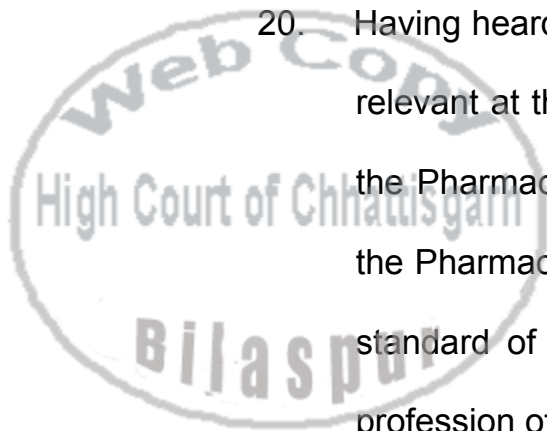 20. Having heard
relevant at th
the Pharmac
the Pharmac
standard of
profession of
Web Copy
High Court of Chhattisgarh
Bilaspur